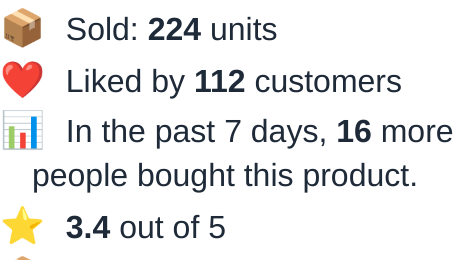 📦 Sold: 224 units
❤️ Liked by 112 customers
📊 In the past 7 days, 16 more
people bought this product.
⭐ 3.4 out of 5